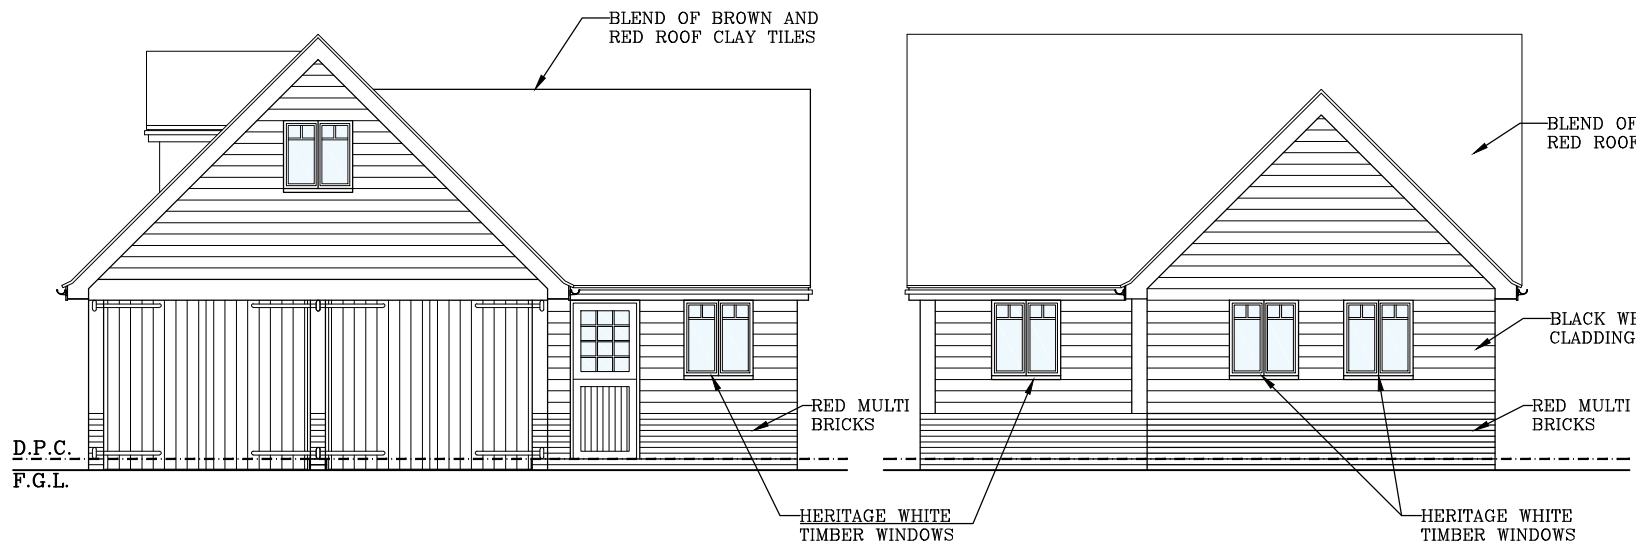 BLEND OF BROWN AND
RED ROOF CLAY TILES
BLEND OF
RED ROOF
BLACK WE
CLADDING
RED MULTI
BRICKS
RED MULTI
BRICKS
D.P.C.
F.G.L.
HERITAGE WHITE
TIMBER WINDOWS
HERITAGE WHITE
TIMBER WINDOWS